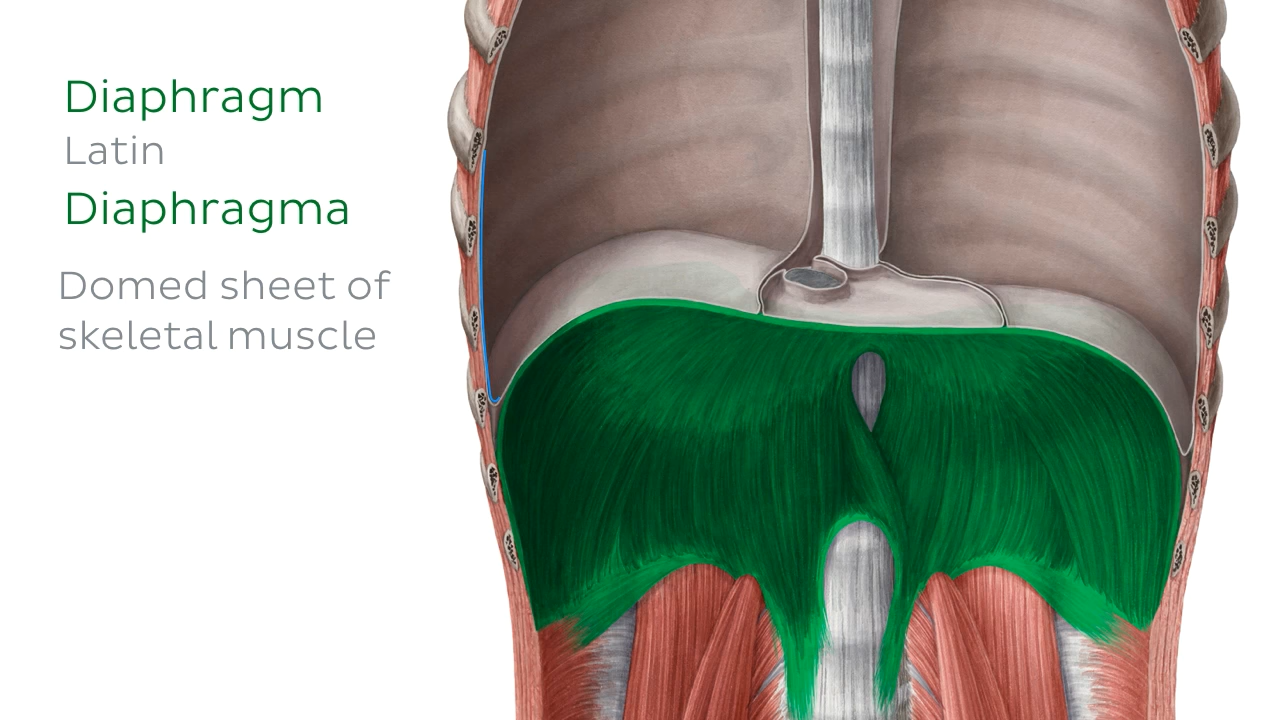 Diaphragm
Latin
Diaphragma
Domed sheet of
skeletal muscle